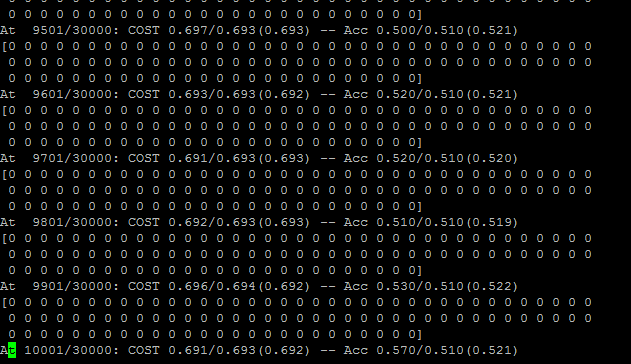 0 0 0 0 0 0 0 0 0 0 0 0 0 0 0 0 0 0 0 0 0 0 0 0 0 0]
At  9501/30000: COST 0.697/0.693(0.693) -- Acc 0.500/0.510(0.521)
[0 0 0 0 0 0 0 0 0 0 0 0 0 0 0 0 0 0 0 0 0 0 0 0 0 0 0 0 0 0 0 0 0 0 0 0 0
 0 0 0 0 0 0 0 0 0 0 0 0 0 0 0 0 0 0 0 0 0 0 0 0 0 0 0 0 0 0 0 0 0 0 0 0 0
 0 0 0 0 0 0 0 0 0 0 0 0 0 0 0 0 0 0 0 0 0 0 0 0 0 0]
At  9601/30000: COST 0.693/0.693(0.692) -- Acc 0.520/0.510(0.521)
[0 0 0 0 0 0 0 0 0 0 0 0 0 0 0 0 0 0 0 0 0 0 0 0 0 0 0 0 0 0 0 0 0 0 0 0 0
 0 0 0 0 0 0 0 0 0 0 0 0 0 0 0 0 0 0 0 0 0 0 0 0 0 0 0 0 0 0 0 0 0 0 0 0 0
 0 0 0 0 0 0 0 0 0 0 0 0 0 0 0 0 0 0 0 0 0 0 0 0 0 0]
At  9701/30000: COST 0.691/0.693(0.693) -- Acc 0.520/0.510(0.520)
[0 0 0 0 0 0 0 0 0 0 0 0 0 0 0 0 0 0 0 0 0 0 0 0 0 0 0 0 0 0 0 0 0 0 0 0 0
 0 0 0 0 0 0 0 0 0 0 0 0 0 0 0 0 0 0 0 0 0 0 0 0 0 0 0 0 0 0 0 0 0 0 0 0 0
 0 0 0 0 0 0 0 0 0 0 0 0 0 0 0 0 0 0 0 0 0 0 0 0 0 0]
At  9801/30000: COST 0.692/0.693(0.693) -- Acc 0.510/0.510(0.519)
[0 0 0 0 0 0 0 0 0 0 0 0 0 0 0 0 0 0 0 0 0 0 0 0 0 0 0 0 0 0 0 0 0 0 0 0 0
 0 0 0 0 0 0 0 0 0 0 0 0 0 0 0 0 0 0 0 0 0 0 0 0 0 0 0 0 0 0 0 0 0 0 0 0 0
 0 0 0 0 0 0 0 0 0 0 0 0 0 0 0 0 0 0 0 0 0 0 0 0 0 0]
At  9901/30000: COST 0.696/0.694(0.692) -- Acc 0.530/0.510(0.522)
[0 0 0 0 0 0 0 0 0 0 0 0 0 0 0 0 0 0 0 0 0 0 0 0 0 0 0 0 0 0 0 0 0 0 0 0 0
 0 0 0 0 0 0 0 0 0 0 0 0 0 0 0 0 0 0 0 0 0 0 0 0 0 0 0 0 0 0 0 0 0 0 0 0 0
 0 0 0 0 0 0 0 0 0 0 0 0 0 0 0 0 0 0 0 0 0 0 0 0 0 0]
At 10001/30000: COST 0.691/0.693(0.692) -- Acc 0.570/0.510(0.521)